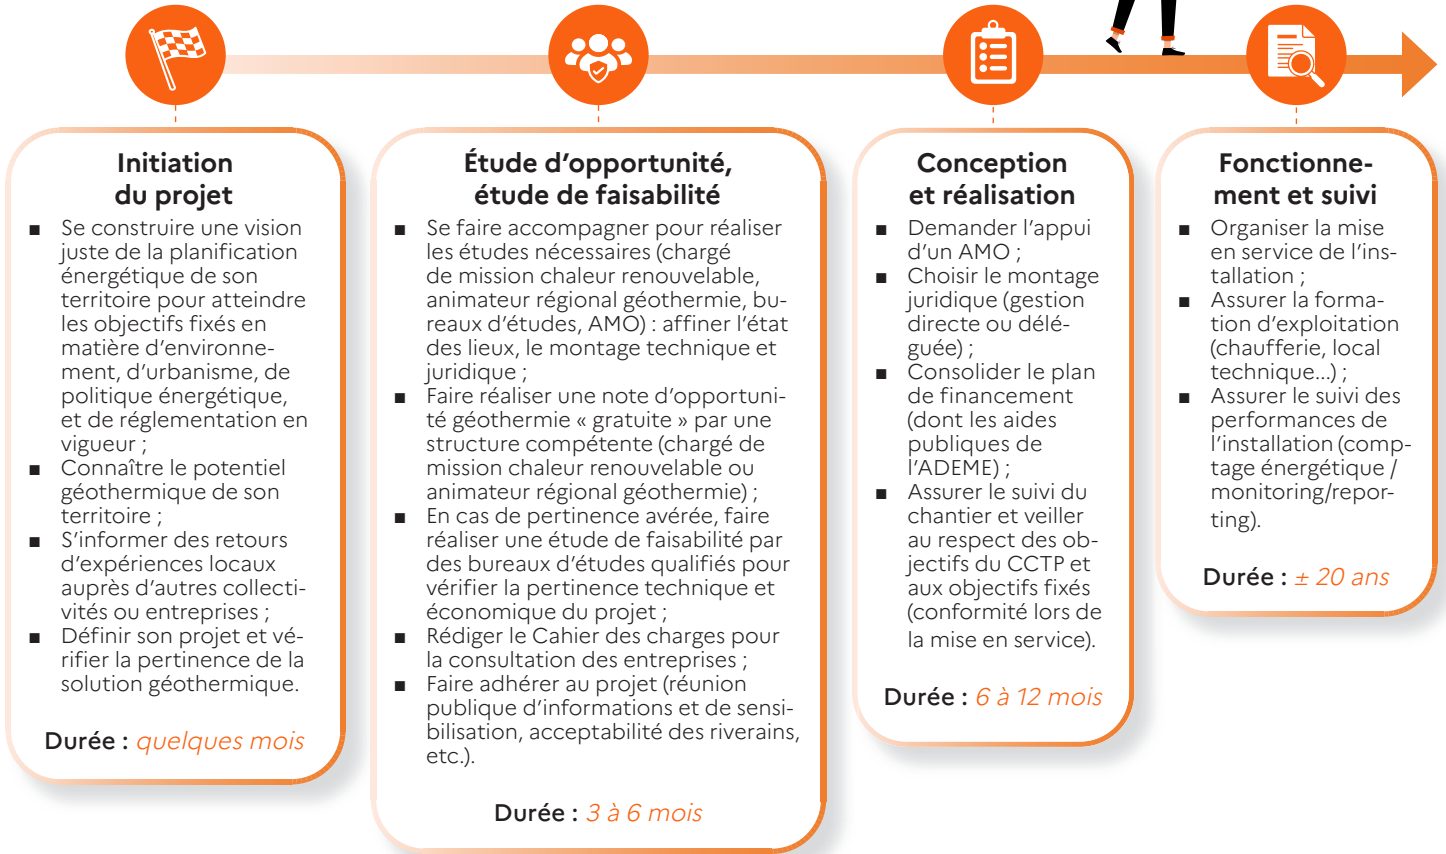 Initiation
du projet
■ Se construire une vision
juste de la planification
énergétique de son
territoire pour atteindre
les objectifs fixés en
matière d'environne-
ment, d'urbanisme, de
politique énergétique,
et de réglementation en
vigueur ;
■ Connaître le potentiel
géothermique de son
territoire ;
■ S'informer des retours
d'expériences locaux
auprès d'autres collecti-
vités ou entreprises ;
■ Définir son projet et vé-
rifier la pertinence de la
solution géothermique.
Durée : quelques mois
Étude d'opportunité,
étude de faisabilité
■ Se faire accompagner pour réaliser
les études nécessaires (chargé
de mission chaleur renouvelable,
animateur régional géothermie, bu-
reaux d'études, AMO) : affiner l'état
des lieux, le montage technique et
juridique ;
■ Faire réaliser une note d'opportuni-
té géothermie « gratuite » par une
structure compétente (chargé de
mission chaleur renouvelable ou
animateur régional géothermie) ;
■ En cas de pertinence avérée, faire
réaliser une étude de faisabilité par
des bureaux d'études qualifiés pour
vérifier la pertinence technique et
économique du projet ;
■ Rédiger le Cahier des charges pour
la consultation des entreprises ;
■ Faire adhérer au projet (réunion
publique d'informations et de sensi-
bilisation, acceptabilité des riverains,
etc.).
Durée : 3 à 6 mois
Conception
et réalisation
■ Demander l'appui
d'un AMO ;
■ Choisir le montage
juridique (gestion
directe ou délé-
guée) ;
■ Consolider le plan
de financement
(dont les aides
publiques de
l'ADEME) ;
■ Assurer le suivi du
chantier et veiller
au respect des ob-
jectifs du CCTP et
aux objectifs fixés
(conformité lors de
la mise en service).
Durée : 6 à 12 mois
Fonctionne-
ment et suivi
■ Organiser la mise
en service de l'ins-
tallation ;
■ Assurer la forma-
tion d'exploitation
(chaufferie, local
technique...) ;
■ Assurer le suivi des
performances de
l'installation (comp-
tage énergétique /
monitoring/repor-
ting).
Durée : ± 20 ans